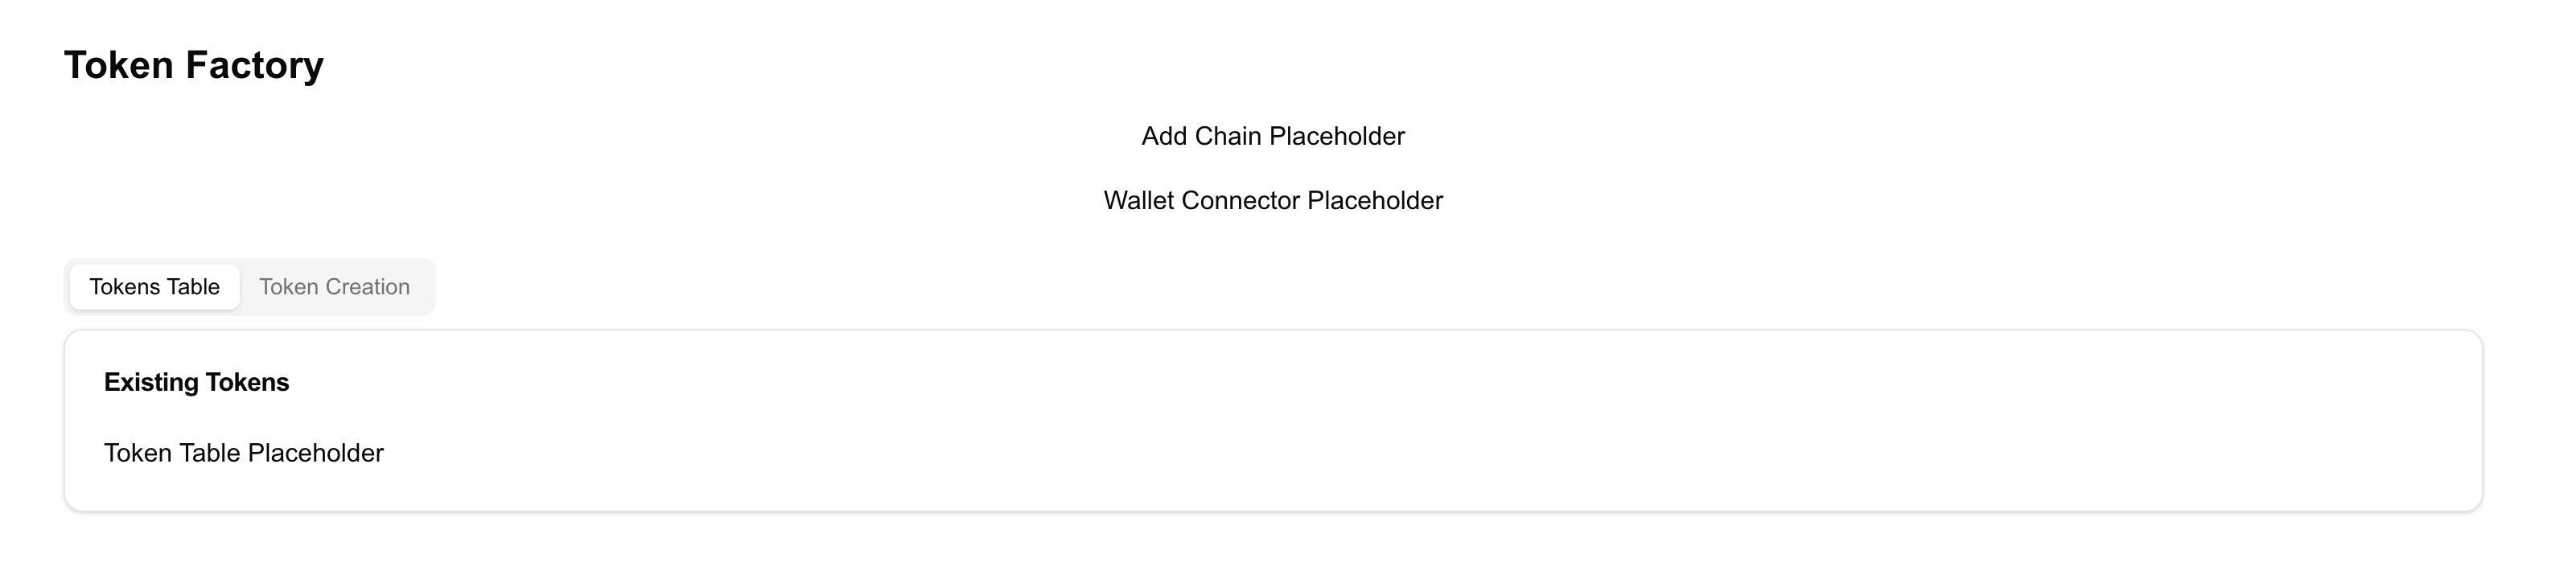 Token Factory
Add Chain Placeholder
Wallet Connector Placeholder
Tokens Table Token Creation
Existing Tokens
Token Table Placeholder